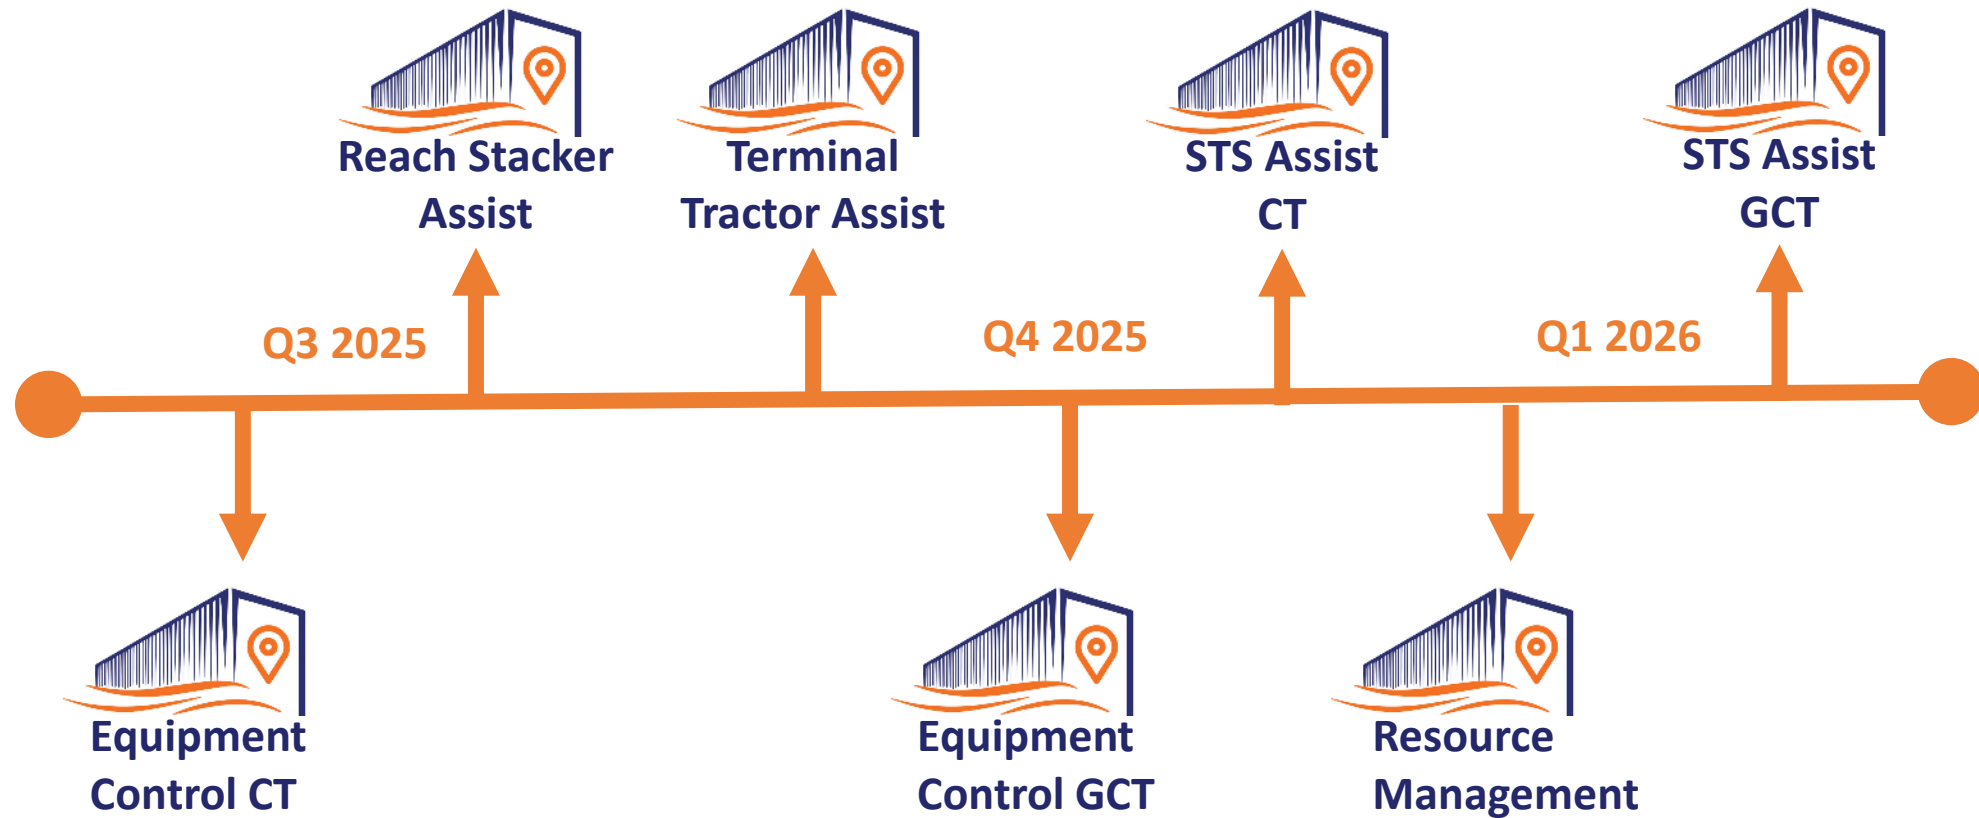 Reach Stacker
Assist
Terminal
Tractor Assist
STS Assist
CT
STS Assist
GCT
Q3 2025
Q4 2025
Q1 2026
Equipment
Control CT
Equipment
Control GCT
Resource
Management